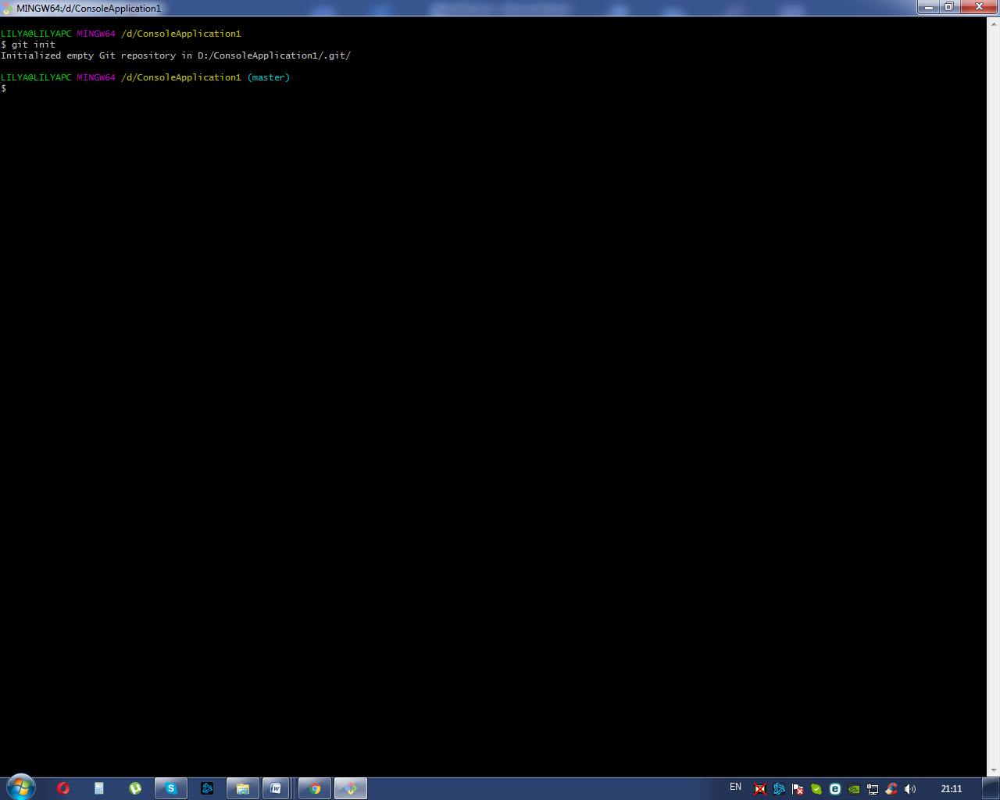 MINGW64:/d/ConsoleApplication1
LILYA@LILYAPC MINGW64 /d/ConsoleApplication1
$ git init
Initialized empty Git repository in D:/ConsoleApplication1/.git/
LILYA@LILYAPC MINGW64 /d/ConsoleApplication1 (master)
$
EN
21:11